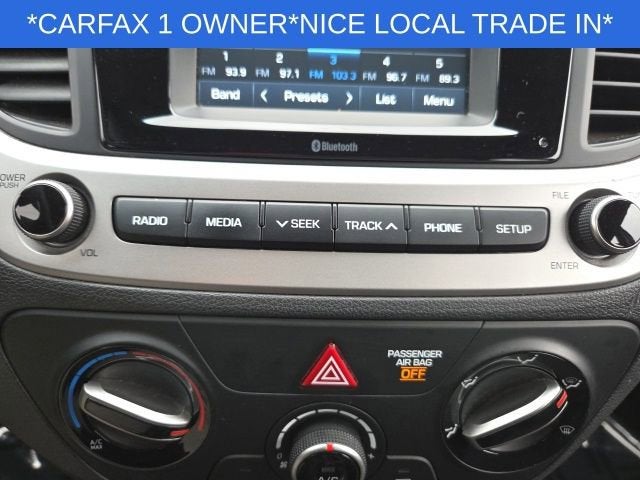 *CARFAX 1 OWNER*NICE LOCAL TRADE IN*
1 2 3 4 5
FM 93.9 FM 97.1 FM 103.3 FM 96.7 FM 89.3
Band < Presets > List Menu
Bluetooth
POWER
PUSH
FILE
RADIO MEDIA SEEK TRACK PHONE SETUP
VOL
ENTER
PASSENGER
AIR BAG
OFF
A/C
MAX
A/C